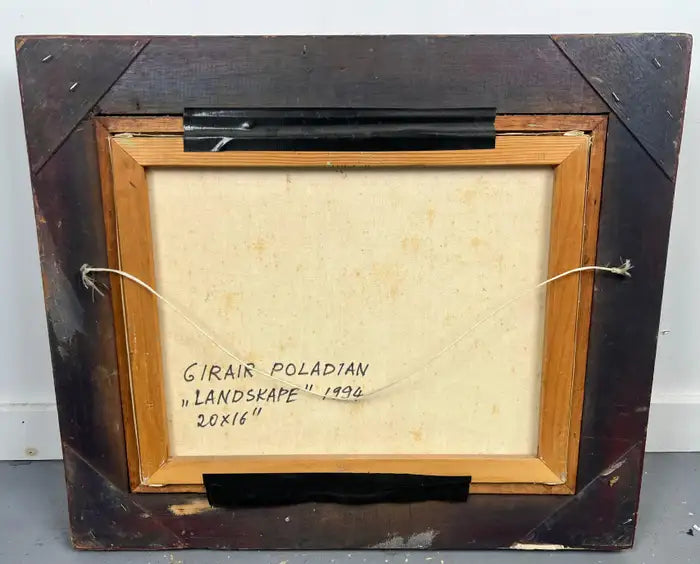 GIRAIR POLADIAN
„LANDSKAPE" 1994
20X16"